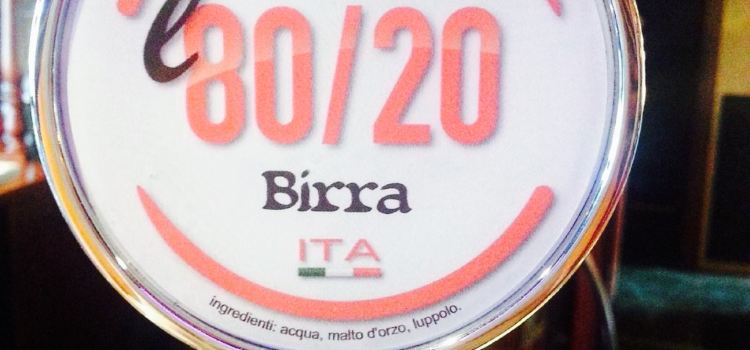 l 80/20
Birra
ITA
ingredienti: acqua, malto d'orzo, luppolo.